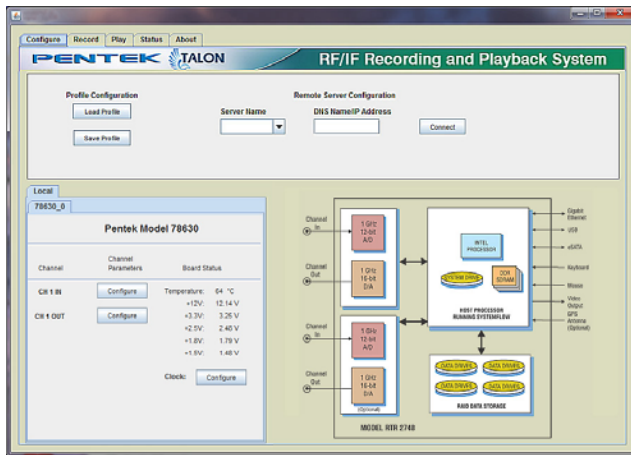 Configure Record Play Status About
PENTEK TALON RF/IF Recording and Playback System
Profile Configuration
Load Profile
Save Profile
Remote Server Configuration
Server Name DNS Name/IP Address
Connect
Local
78630_0
Pentek Model 78630
Channel Channel Parameters Board Status
CH 1 IN Configure Temperature: 64 °C
+12V: 12.14 V
CH 1 OUT Configure +3.3V: 3.25 V
+2.5V: 2.48 V
+1.8V: 1.79 V
1.48 V
Clock: Configure
Channel In
1 GHz 12-bit A/D
Channel Out
1 GHz 16-bit D/A
Channel In
1 GHz 12-bit A/D
Channel Out
1 GHz 16-bit D/A
(Optional)
INTEL PROCESSOR
SYSTEM DRIVE
DDR SDRAM
HOST PROCESSOR
RUNNING SYSTEMFLOW
DATA DRIVES DATA DRIVES
DATA DRIVES DATA DRIVES
RAID DATA STORAGE
Gigabit Ethernet
USB
eSATA
Keyboard
Mouse
Video Output
GPS Antenna (Optional)
MODEL RTR 2748